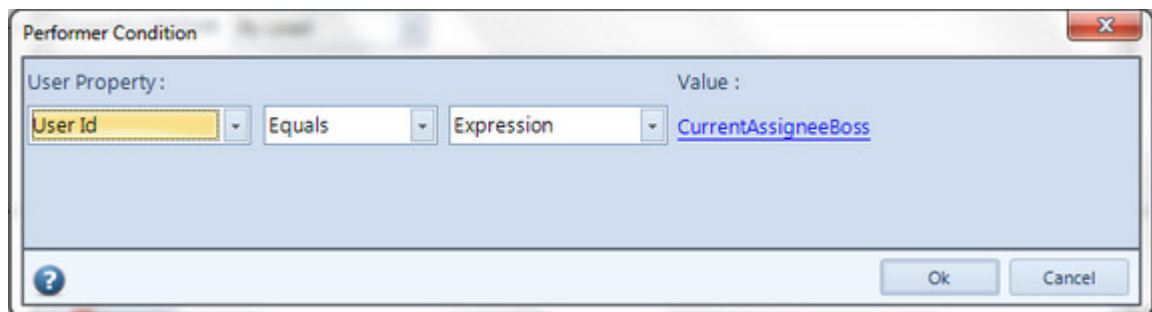 Performer Condition
User Property :
Value :
User Id
Equals
Expression
CurrentAssigneeBoss
Ok
Cancel